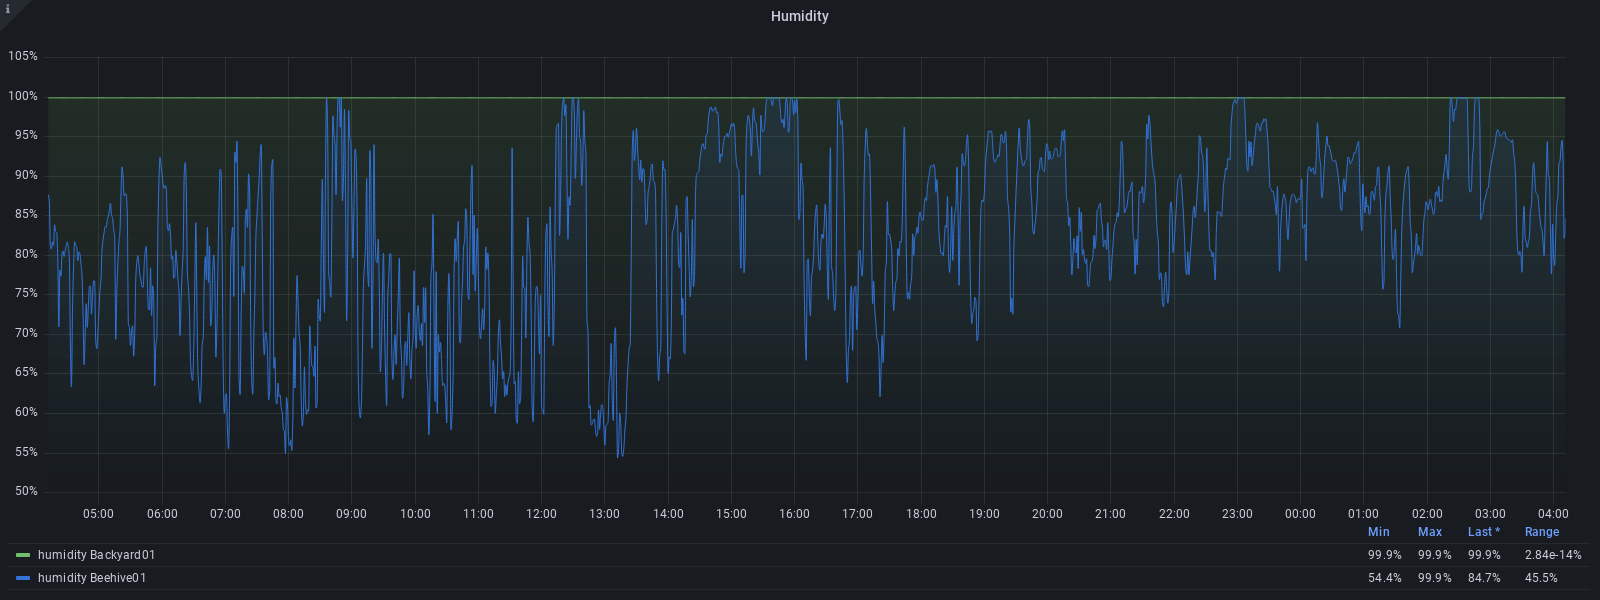 i
Humidity
105%
100%
95%
90%
85%
80%
75%
70%
65%
60%
55%
50%
05:00 06:00 07:00 08:00 09:00 10:00 11:00 12:00 13:00 14:00 15:00 16:00 17:00 18:00 19:00 20:00 21:00 22:00 23:00 00:00 01:00 02:00 03:00 04:00
Min Max Last * Range
humidity Backyard01 99.9% 99.9% 99.9% 2.84e-14%
humidity Beehive01 54.4% 99.9% 84.7% 45.5%